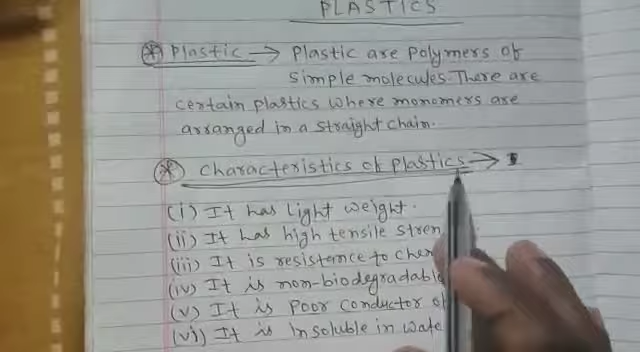 PLASTICS
* Plastic → Plastic are Polymers of
simple molecules. There are
certain plastics where monomers are
arranged in a straight chain.
* Characteristics of Plastics →
(i) It has light weight.
(ii) It has high tensile
(iii) It is resistance to
(iv) It is non-biodegradable
(v) It is Poor conductor
(vi) It is insoluble in